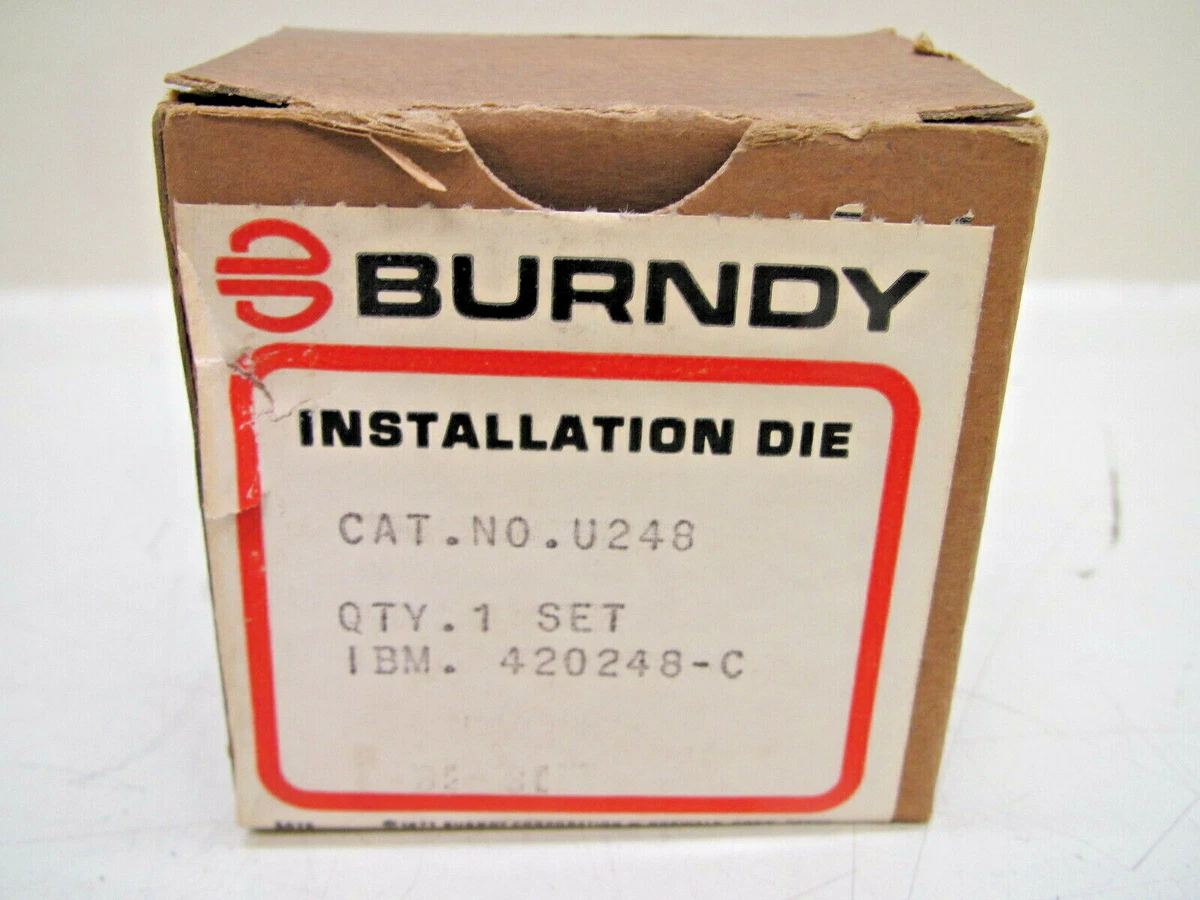 BURNDY
INSTALLATION DIE
CAT.NO.U248
QTY.1 SET
IBM. 420248-C